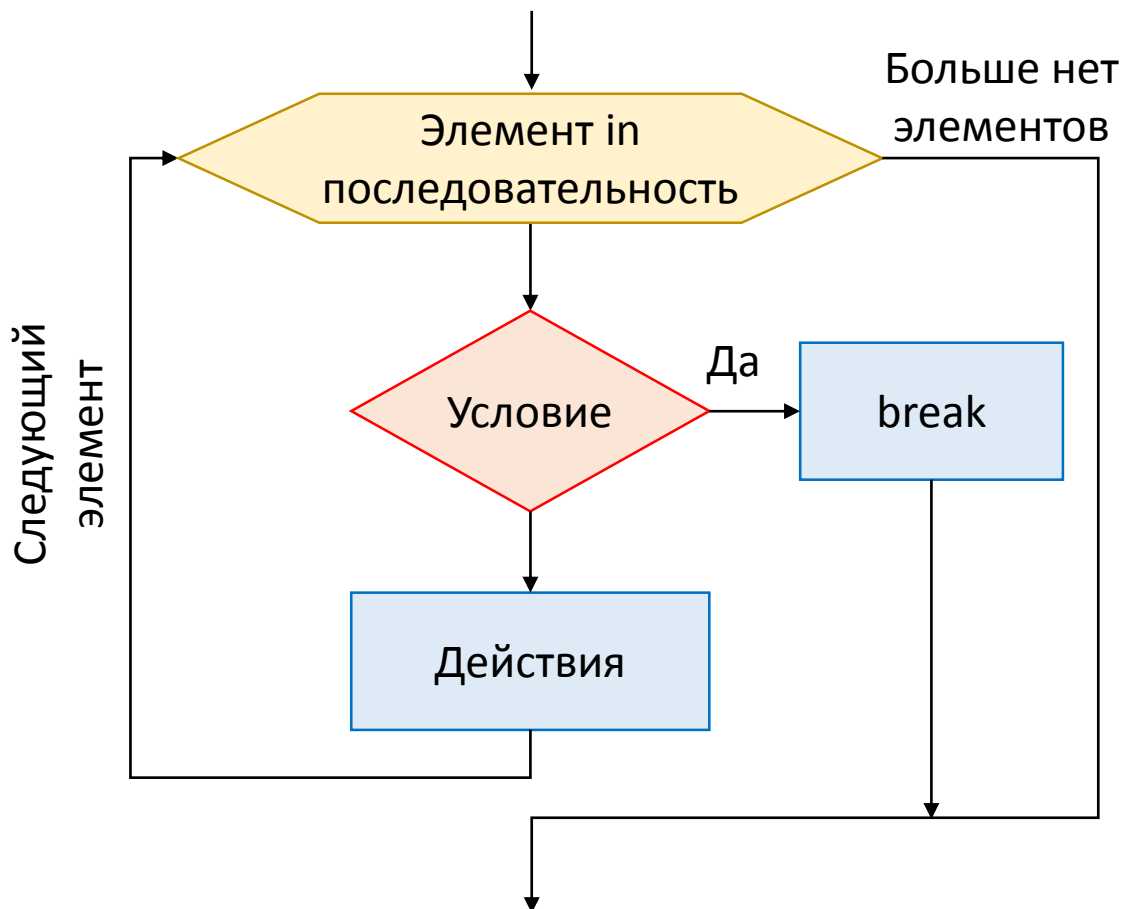 Больше нет
элементов
Элемент in
последовательность
Следующий
элемент
Да
Условие
break
Действия